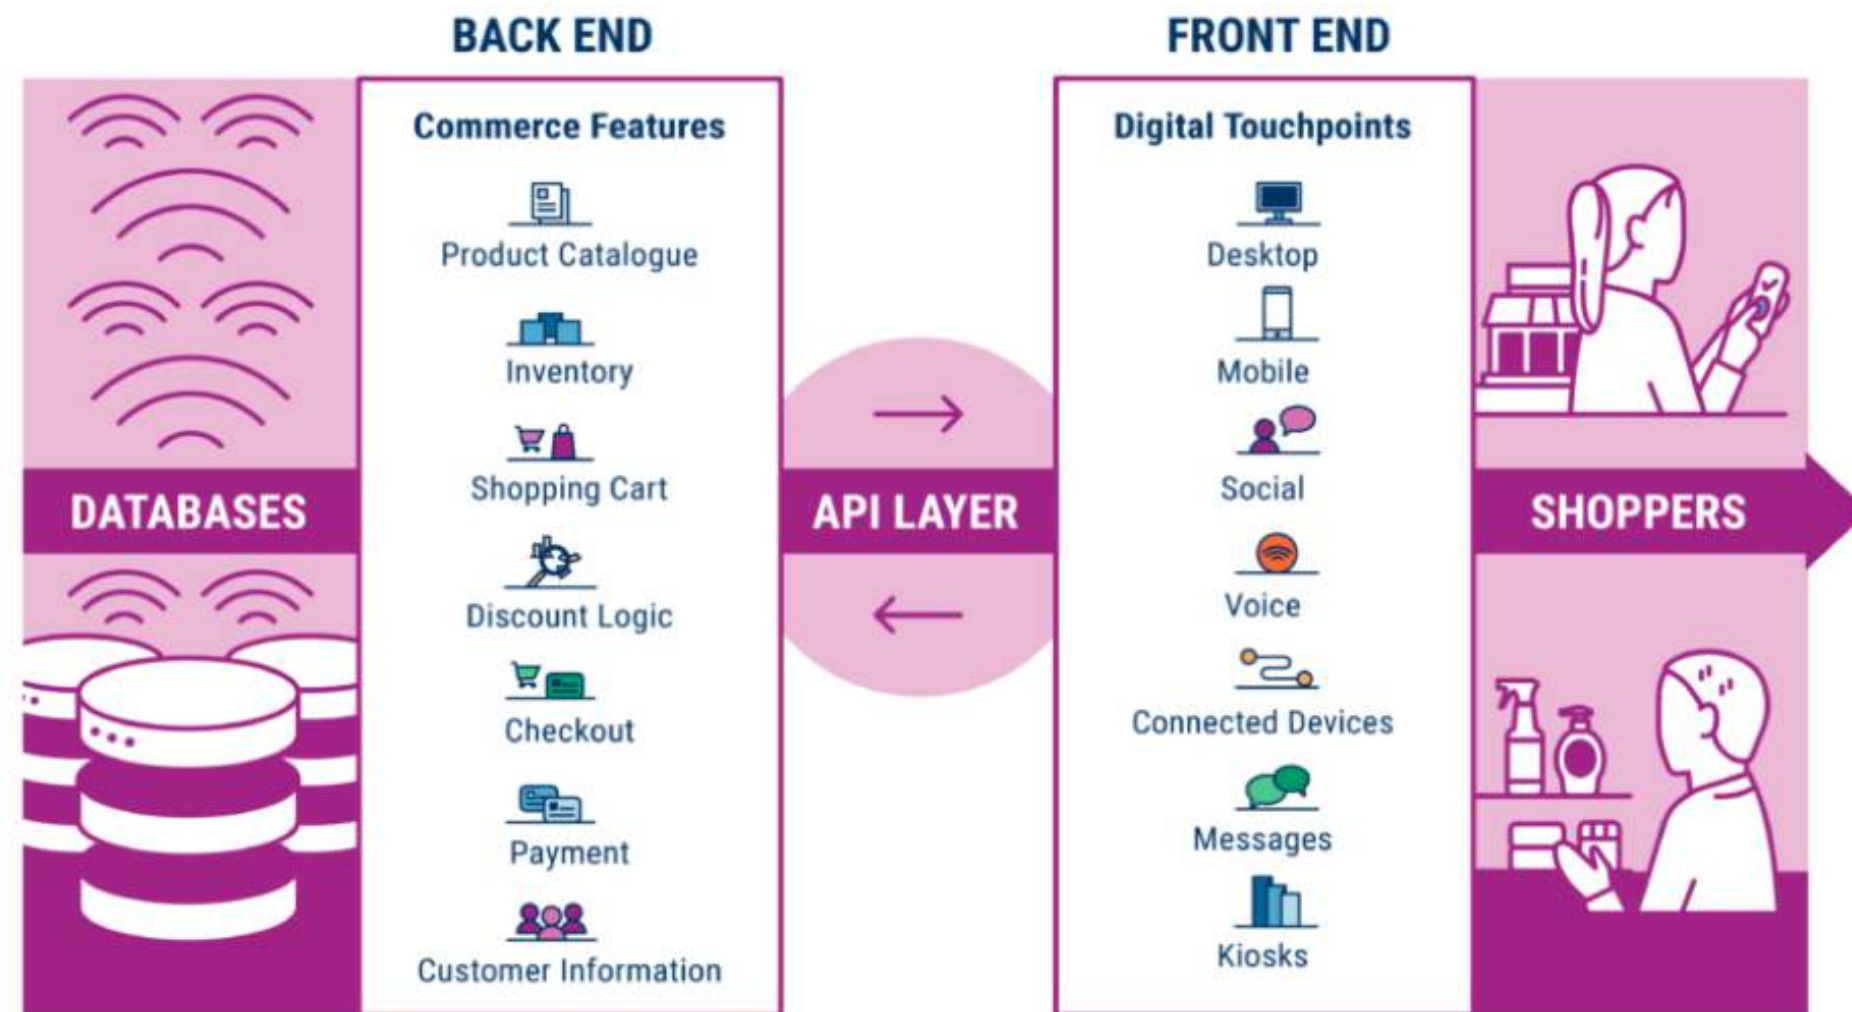 BACK END
FRONT END
Commerce Features
Product Catalogue
Inventory
Shopping Cart
Discount Logic
Checkout
Payment
Customer Information
Digital Touchpoints
Desktop
Mobile
Social
Voice
Connected Devices
Messages
Kiosks
DATABASES
API LAYER
SHOPPERS